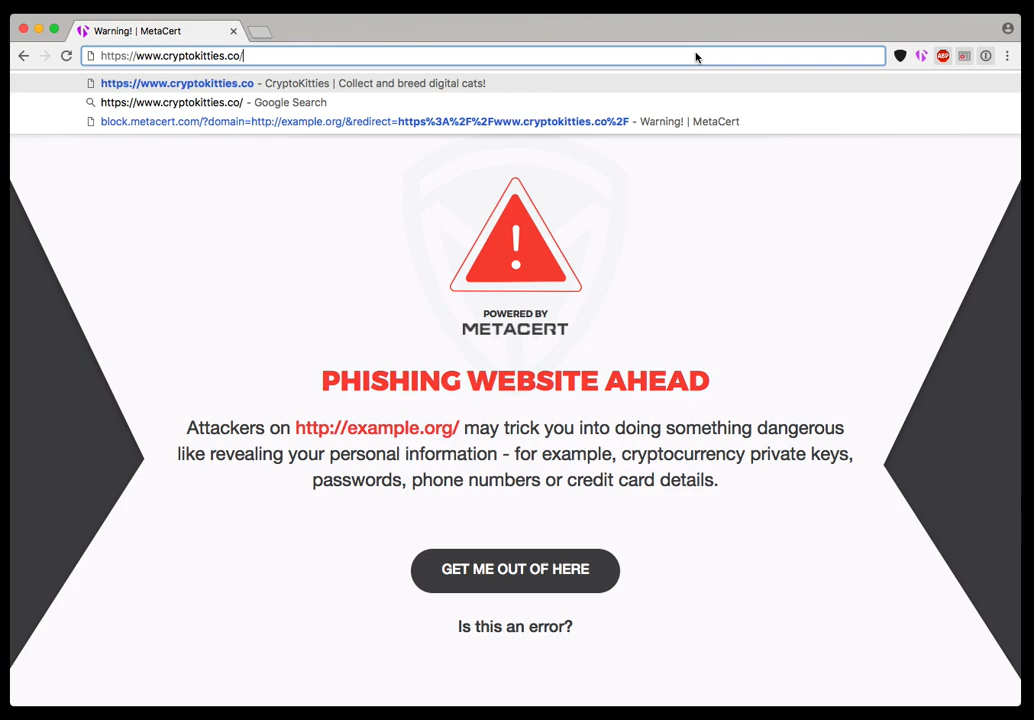 Warning! | MetaCert
https://www.cryptokitties.co/
https://www.cryptokitties.co - CryptoKitties | Collect and breed digital cats!
https://www.cryptokitties.co/ - Google Search
block.metacert.com/?domain=http://example.org/&redirect=https%3A%2F%2Fwww.cryptokitties.co%2F - Warning! | MetaCert
ABP
!
POWERED BY
METACERT
PHISHING WEBSITE AHEAD
Attackers on http://example.org/ may trick you into doing something dangerous
like revealing your personal information - for example, cryptocurrency private keys,
passwords, phone numbers or credit card details.
GET ME OUT OF HERE
Is this an error?